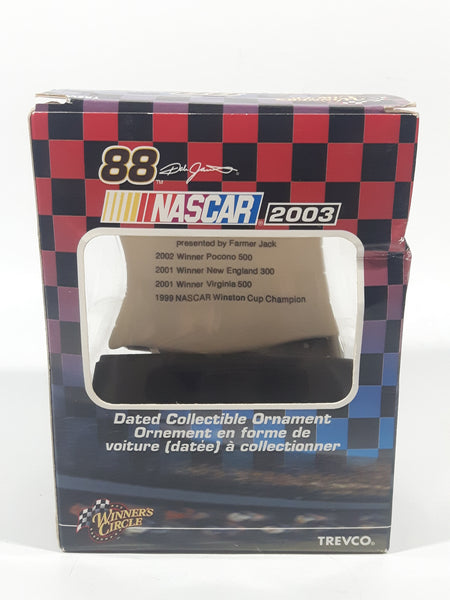 88 Dale Jarrett
NASCAR 2003
presented by Farmer Jack
2002 Winner Pocono 500
2001 Winner New England 300
2001 Winner Virginia 500
1999 NASCAR Winston Cup Champion
Dated Collectible Ornament
Ornement en forme de
voiture (datée) à collectionner
WINNER'S
CIRCLE
TREVCO